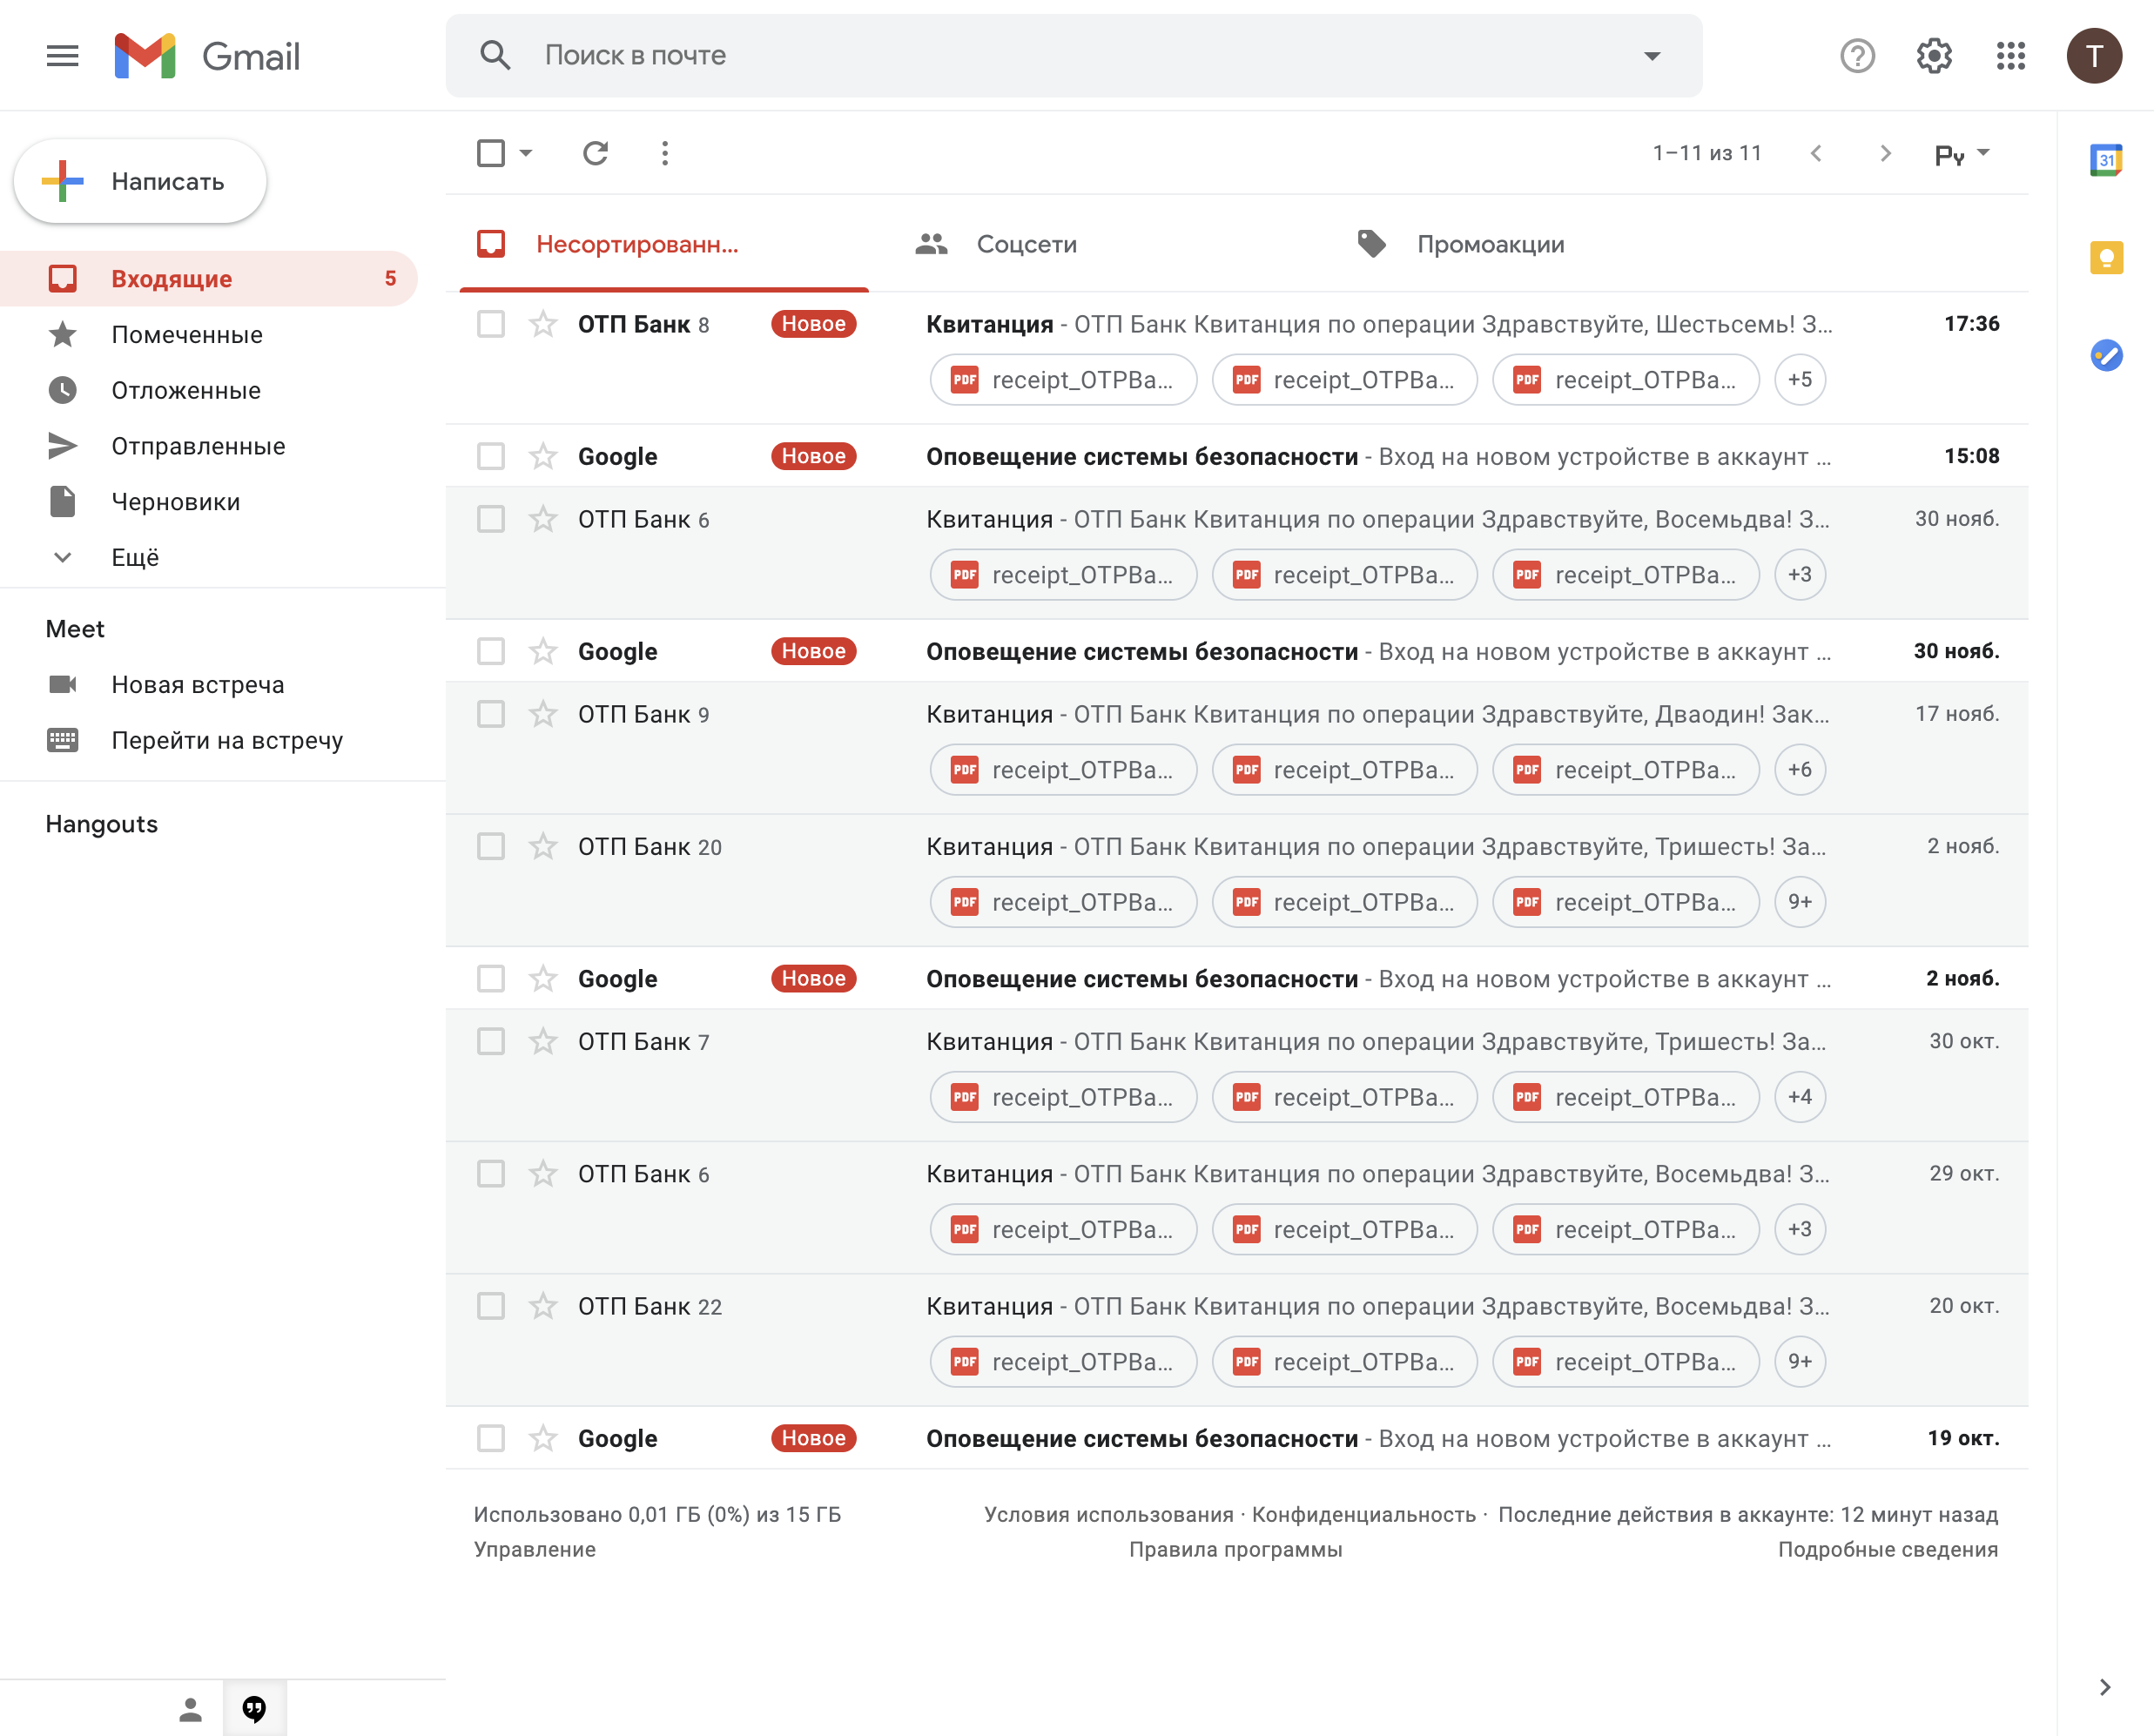 Gmail
Поиск в почте
T
Написать
Входящие 5
Помеченные
Отложенные
Отправленные
Черновики
Ещё
Meet
Новая встреча
Перейти на встречу
Hangouts
1–11 из 11
Ру
31
Несортированн...
Соцсети
Промоакции
ОТП Банк 8 Новое Квитанция - ОТП Банк Квитанция по операции Здравствуйте, Шестьсемь! З... 17:36
PDF receipt_OTPBa... PDF receipt_OTPBa... PDF receipt_OTPBa... +5
Google Новое Оповещение системы безопасности - Вход на новом устройстве в аккаунт ... 15:08
ОТП Банк 6 Квитанция - ОТП Банк Квитанция по операции Здравствуйте, Восемьдва! З... 30 нояб.
PDF receipt_OTPBa... PDF receipt_OTPBa... PDF receipt_OTPBa... +3
Google Новое Оповещение системы безопасности - Вход на новом устройстве в аккаунт ... 30 нояб.
ОТП Банк 9 Квитанция - ОТП Банк Квитанция по операции Здравствуйте, Дваодин! Зак... 17 нояб.
PDF receipt_OTPBa... PDF receipt_OTPBa... PDF receipt_OTPBa... +6
ОТП Банк 20 Квитанция - ОТП Банк Квитанция по операции Здравствуйте, Тришесть! За... 2 нояб.
PDF receipt_OTPBa... PDF receipt_OTPBa... PDF receipt_OTPBa... 9+
Google Новое Оповещение системы безопасности - Вход на новом устройстве в аккаунт ... 2 нояб.
ОТП Банк 7 Квитанция - ОТП Банк Квитанция по операции Здравствуйте, Тришесть! За... 30 окт.
PDF receipt_OTPBa... PDF receipt_OTPBa... PDF receipt_OTPBa... +4
ОТП Банк 6 Квитанция - ОТП Банк Квитанция по операции Здравствуйте, Восемьдва! З... 29 окт.
PDF receipt_OTPBa... PDF receipt_OTPBa... PDF receipt_OTPBa... +3
ОТП Банк 22 Квитанция - ОТП Банк Квитанция по операции Здравствуйте, Восемьдва! З... 20 окт.
PDF receipt_OTPBa... PDF receipt_OTPBa... PDF receipt_OTPBa... 9+
Google Новое Оповещение системы безопасности - Вход на новом устройстве в аккаунт ... 19 окт.
Использовано 0,01 ГБ (0%) из 15 ГБ
Управление
Условия использования · Конфиденциальность ·
Правила программы
Последние действия в аккаунте: 12 минут назад
Подробные сведения